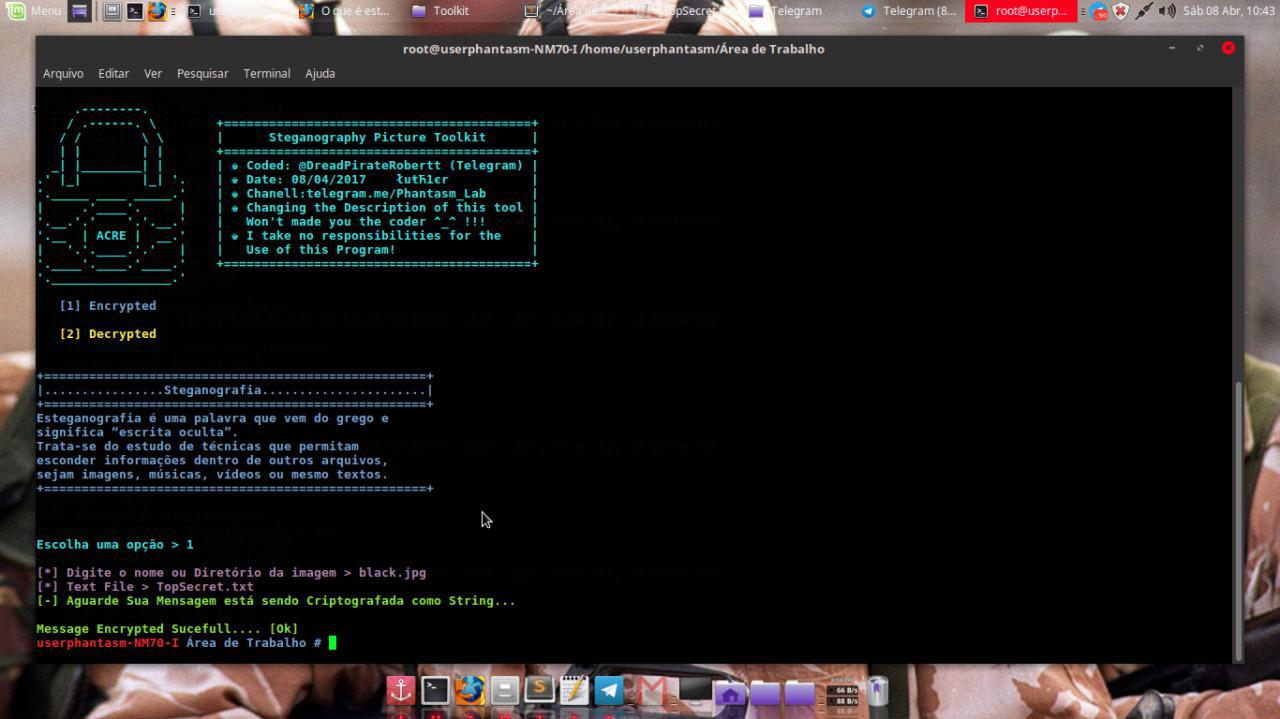 Menu
O que é est...
Toolkit
~/Área de
TopSecret
Telegram
Telegram (8...
root@userp...
96
Sáb 08 Abr, 10:43
root@userphantasm-NM70-I /home/userphantasm/Área de Trabalho
Arquivo Editar Ver Pesquisar Terminal Ajuda
Steganography Picture Toolkit
Coded: @DreadPirateRobertt (Telegram)
Date: 08/04/2017 ŁuτҺ1єr
Chanell:telegram.me/Phantasm_Lab
Changing the Description of this tool
Won't made you the coder ^_^ !!!
I take no responsibilities for the
Use of this Program!
ACRE
[1] Encrypted
[2] Decrypted
+====================================================+
|.................Steganografia......................|
+====================================================+
Esteganografia é uma palavra que vem do grego e
significa “escrita oculta”.
Trata-se do estudo de técnicas que permitam
esconder informações dentro de outros arquivos,
sejam imagens, músicas, vídeos ou mesmo textos.
+====================================================+
Escolha uma opção > 1
[*] Digite o nome ou Diretório da imagem > black.jpg
[*] Text File > TopSecret.txt
[-] Aguarde Sua Mensagem está sendo Criptografada como String...
Message Encrypted Sucefull.... [Ok]
userphantasm-NM70-I Área de Trabalho #
66 B/s
88 B/s